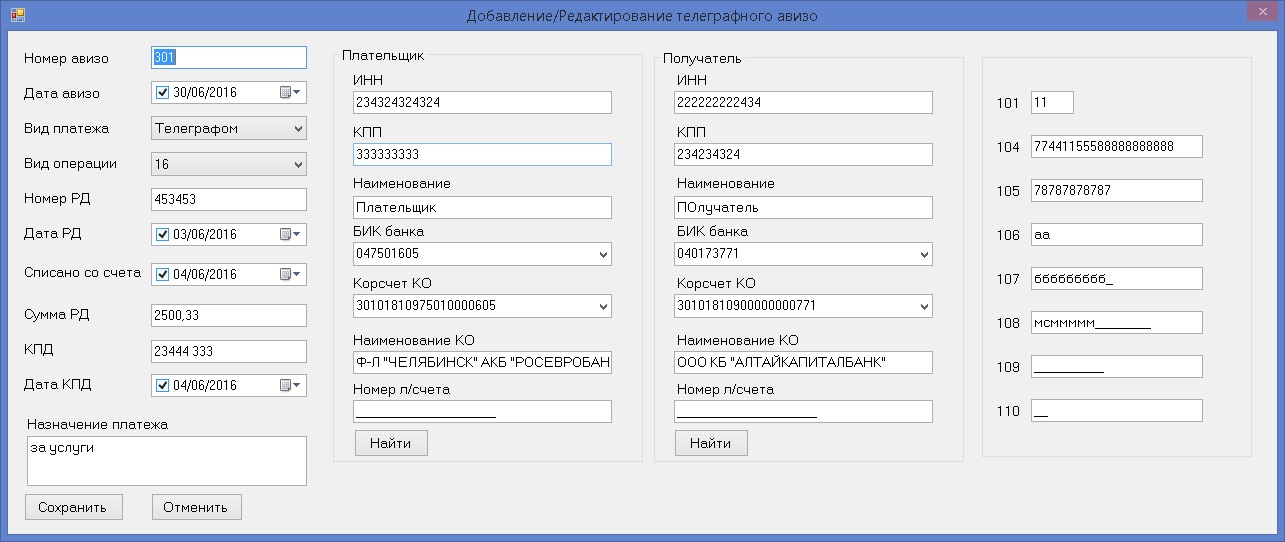 Добавление/Редактирование телеграфного авизо
Номер авизо 301
Дата авизо 30/06/2016
Вид платежа Телеграфом
Вид операции 16
Номер РД 453453
Дата РД 03/06/2016
Списано со счета 04/06/2016
Сумма РД 2500,33
КПД 23444 333
Дата КПД 04/06/2016
Назначение платежа
за услуги
Сохранить Отменить
Плательщик
ИНН
234324324324
КПП
333333333
Наименование
Плательщик
БИК банка
047501605
Корсчет КО
30101810975010000605
Наименование КО
Ф-Л "ЧЕЛЯБИНСК" АКБ "РОСЕВРОБАН
Номер л/счета
____________________
Найти
Получатель
ИНН
222222222434
КПП
234234324
Наименование
ПОлучатель
БИК банка
040173771
Корсчет КО
30101810900000000771
Наименование КО
ООО КБ "АЛТАЙКАПИТАЛБАНК"
Номер л/счета
____________________
Найти
101 11
104 77441155588888888888
105 78787878787
106 аа
107 ббббббббб_
108 мсммммм________
109 __________
110 __